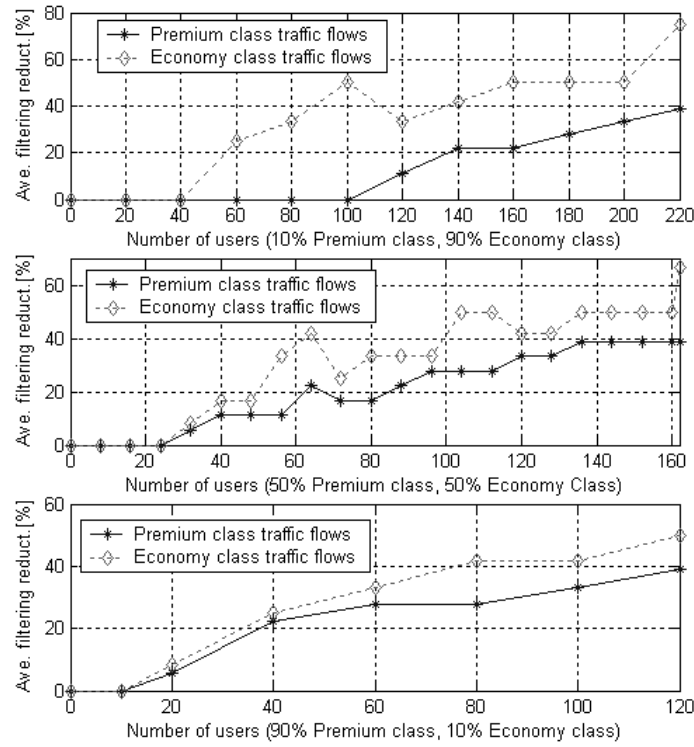 80
60
40
20
0
Ave. filtering reduct.[%]
Premium class traffic flows
Economy class traffic flows
0 20 40 60 80 100 120 140 160 180 200 220
Number of users (10% Premium class, 90% Economy class)
80
60
40
20
0
Ave. filtering reduct.[%]
Premium class traffic flows
Economy class traffic flows
0 20 40 60 80 100 120 140 160
Number of users (50% Premium class, 50% Economy Class)
60
40
20
0
Ave. filtering reduct.[%]
Premium class traffic flows
Economy class traffic flows
0 20 40 60 80 100 120
Number of users (90% Premium class, 10% Economy class)